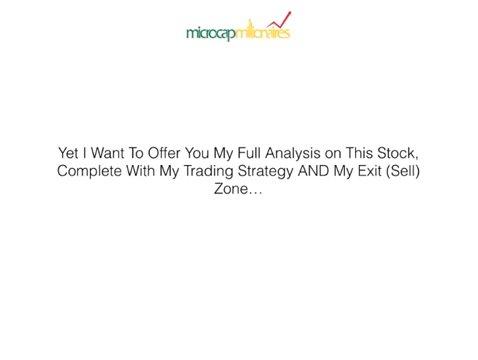 microcapmillionaires
Yet I Want To Offer You My Full Analysis on This Stock,
Complete With My Trading Strategy AND My Exit (Sell)
Zone…